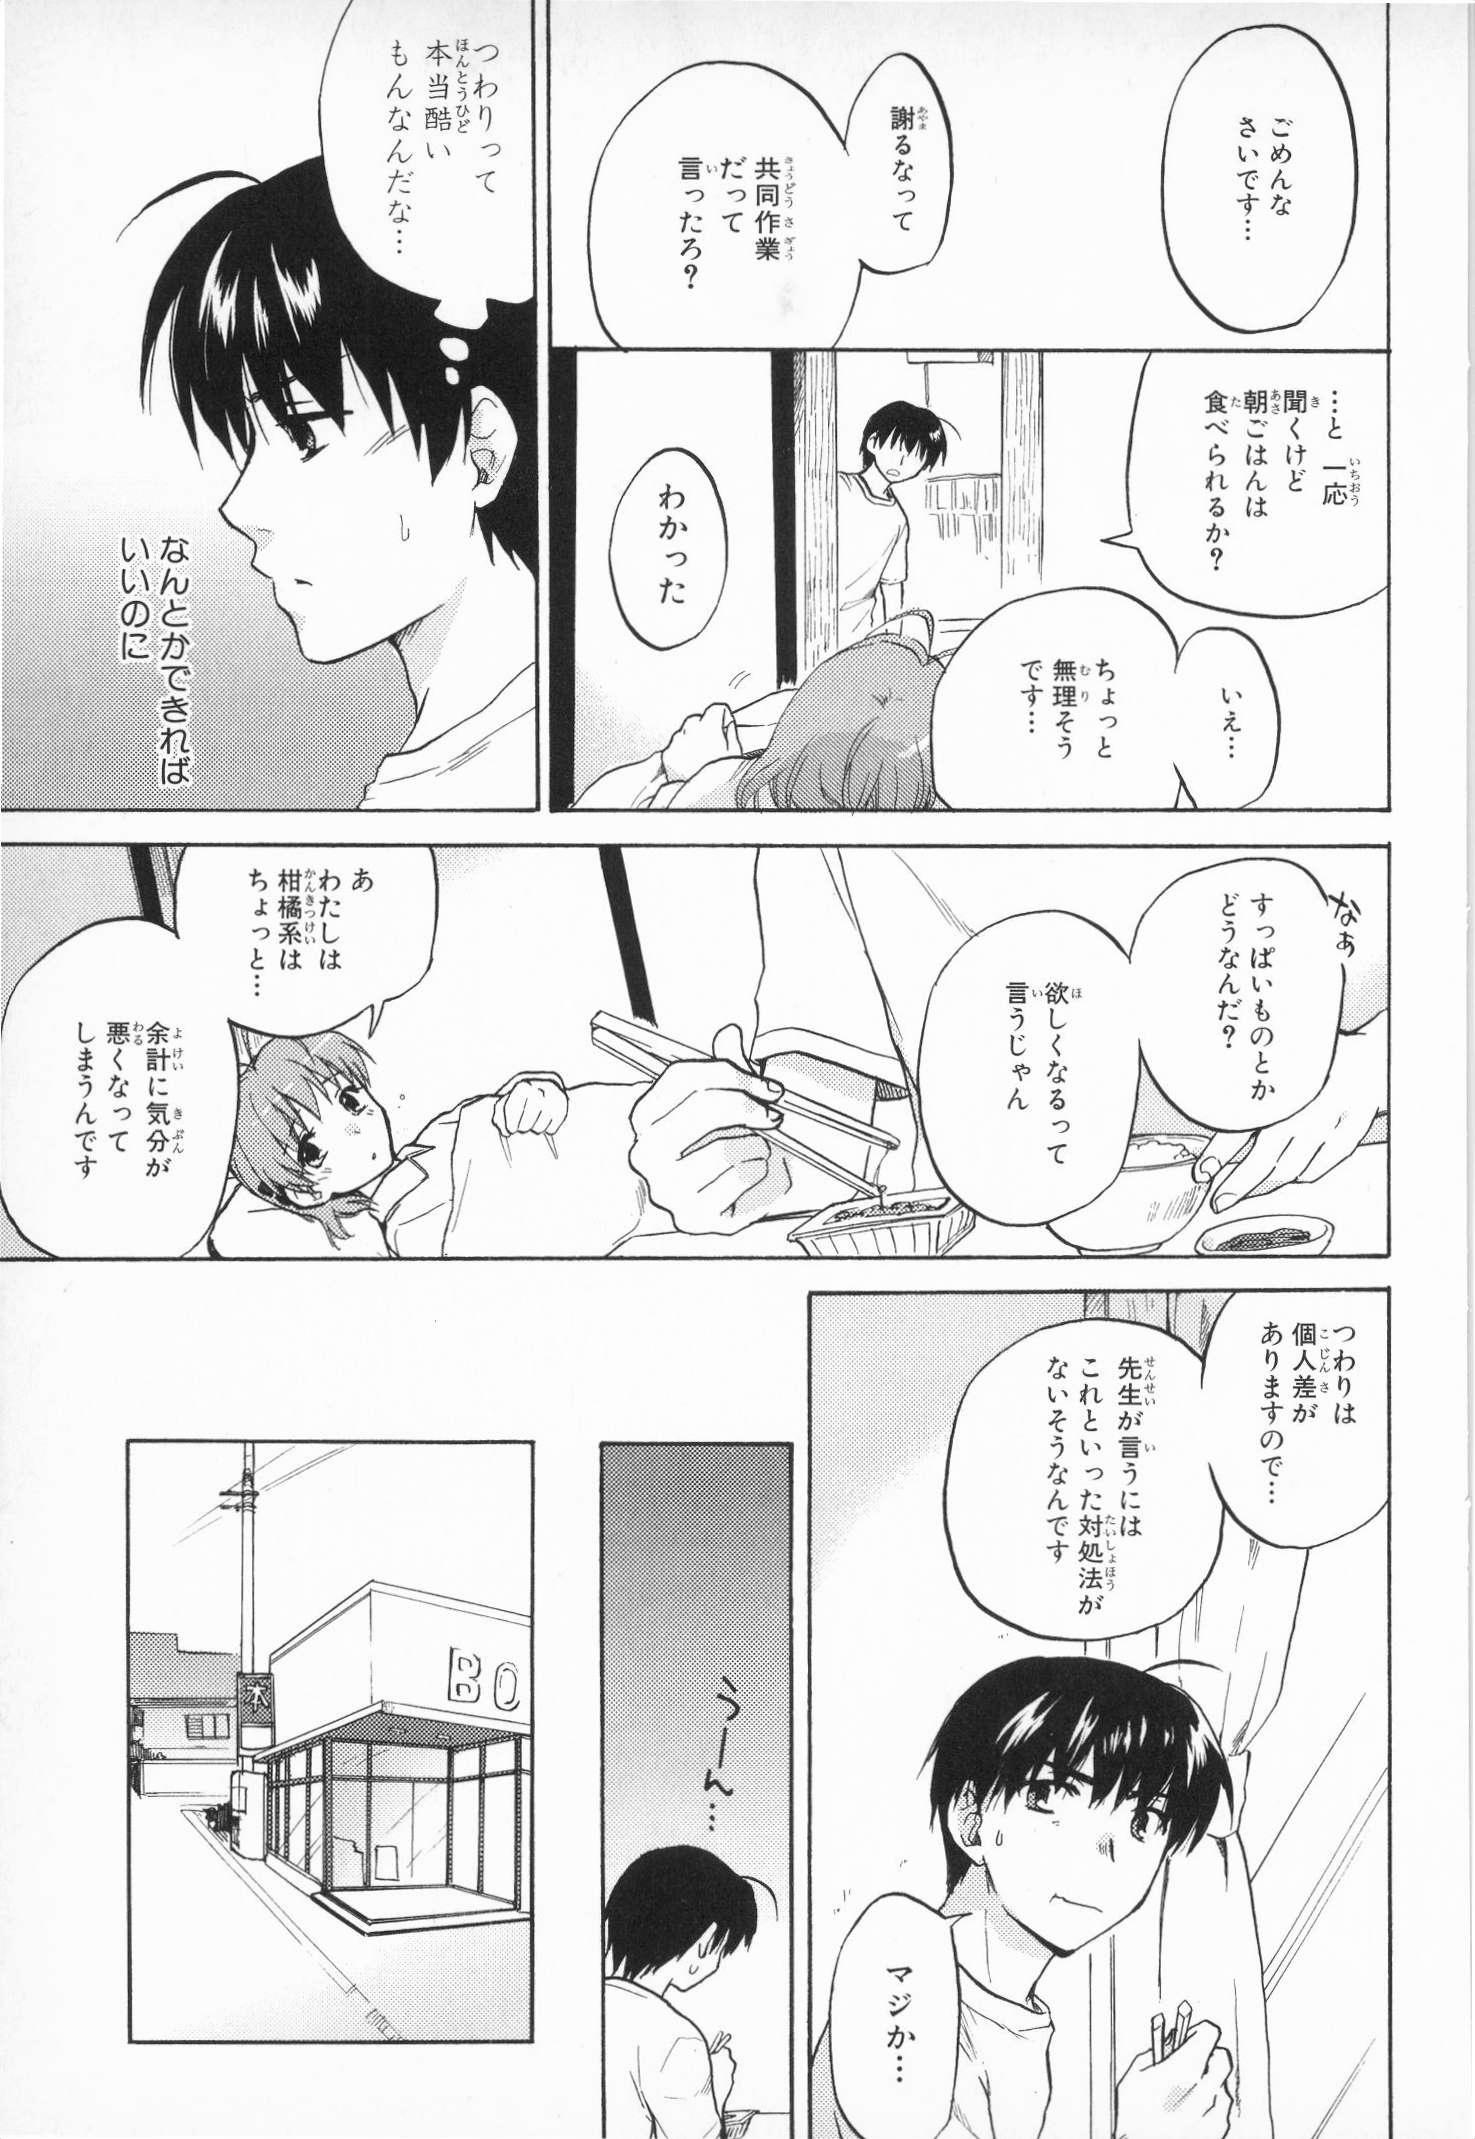 ごめんな
さいです…
謝るなって
共同作業
だって
言ったろ？
…と 一応
聞くけど
朝ごはんは
食べられるか？
いえ…
ちょっと
無理そう
です…
わかった
つわりって
本当酷い
もんなんだな…
なんとかできれば
いいのに
なぁ
すっぱいものとか
どうなんだ？
欲しくなるって
言うじゃん
あ
わたしは
柑橘系は
ちょっと…
余計に気分が
悪くなって
しまうんです
つわりは
個人差が
ありますので…
先生が言うには
これといった対処法が
ないそうなんです
マジか…
うーん…
本
BO